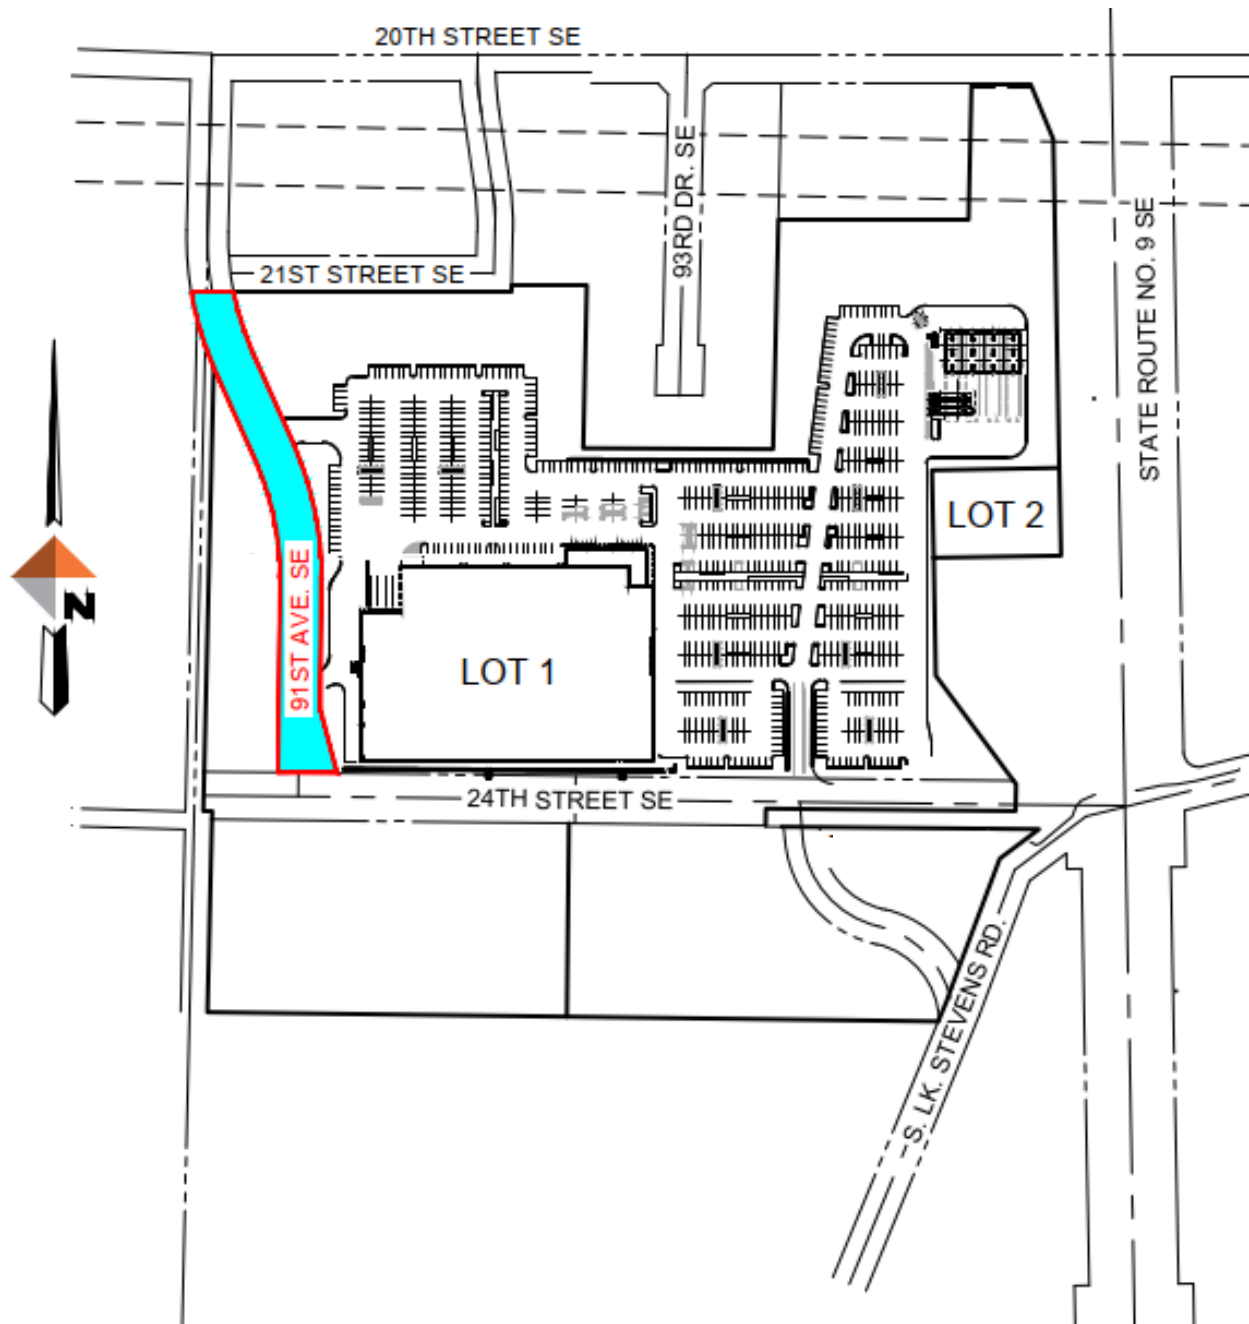 20TH STREET SE
93RD DR. SE
STATE ROUTE NO. 9 SE
21ST STREET SE
LOT 2
N
91ST AVE. SE
LOT 1
24TH STREET SE
S. LK. STEVENS RD.